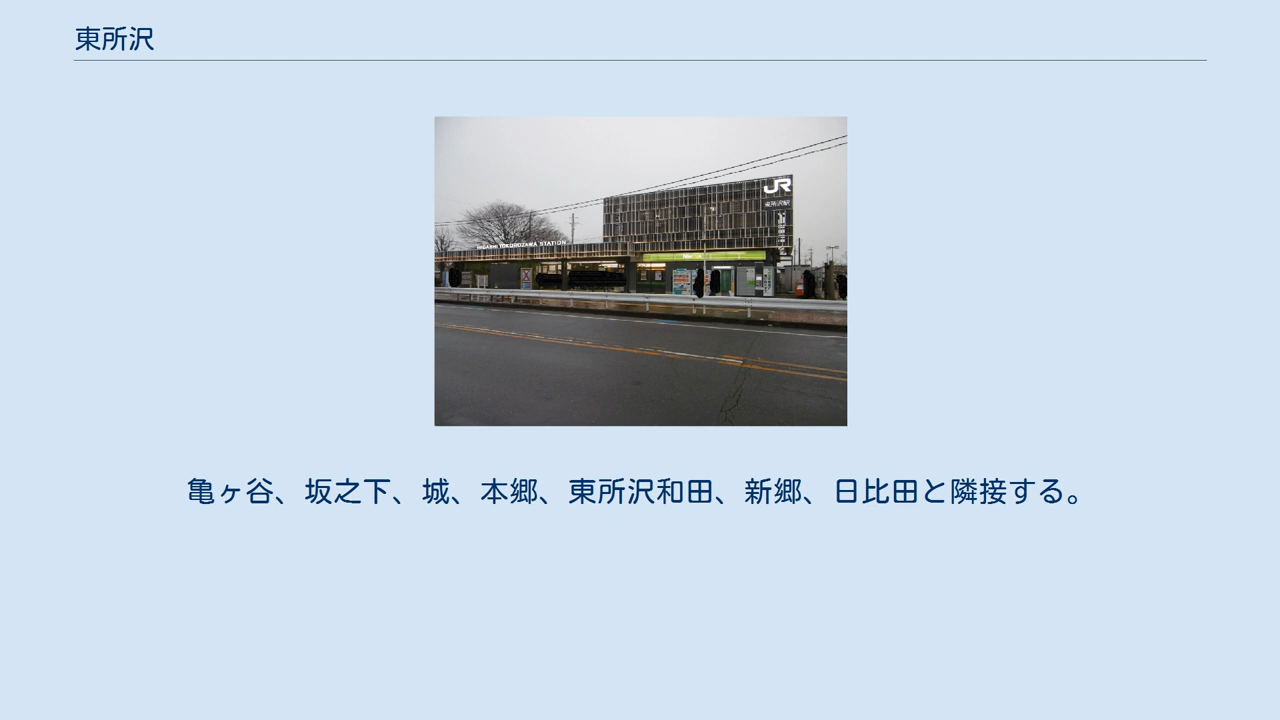 東所沢
JR
東所沢駅
HIGASHI-TOKOROZAWA STATION
亀ヶ谷、坂之下、城、本郷、東所沢和田、新郷、日比田と隣接する。